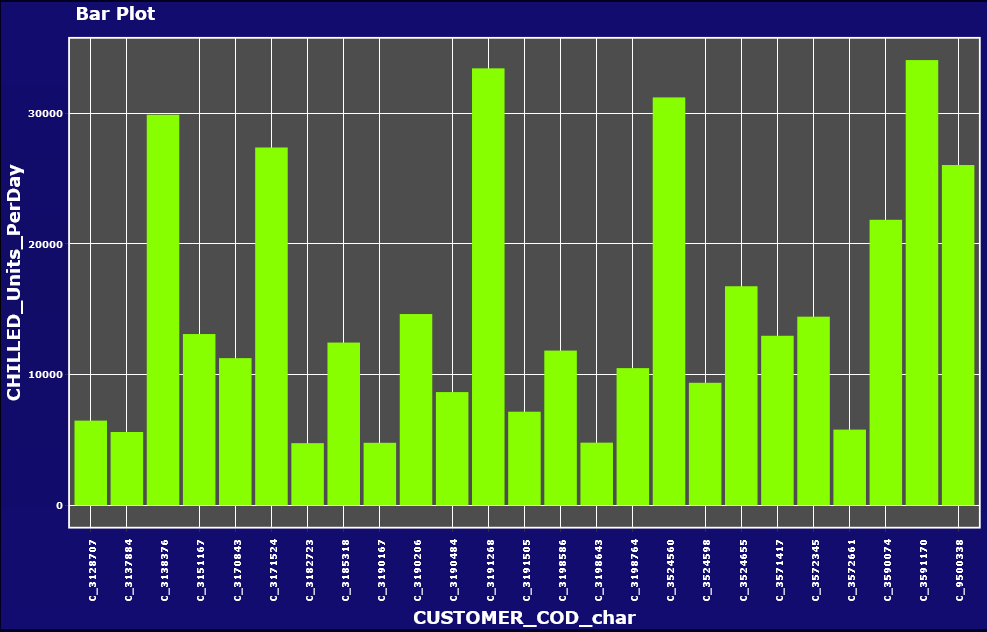 Bar Plot
CHILLED_Units_PerDay
30000
20000
10000
0
C_3128707
C_3137884
C_3138376
C_3151167
C_3170843
C_3171524
C_3182723
C_3185318
C_3190167
C_3190206
C_3190484
C_3191268
C_3191505
C_3198586
C_3198643
C_3198764
C_3524560
C_3524598
C_3524655
C_3571417
C_3572345
C_3572661
C_3590074
C_3591170
C_9500338
CUSTOMER_COD_char